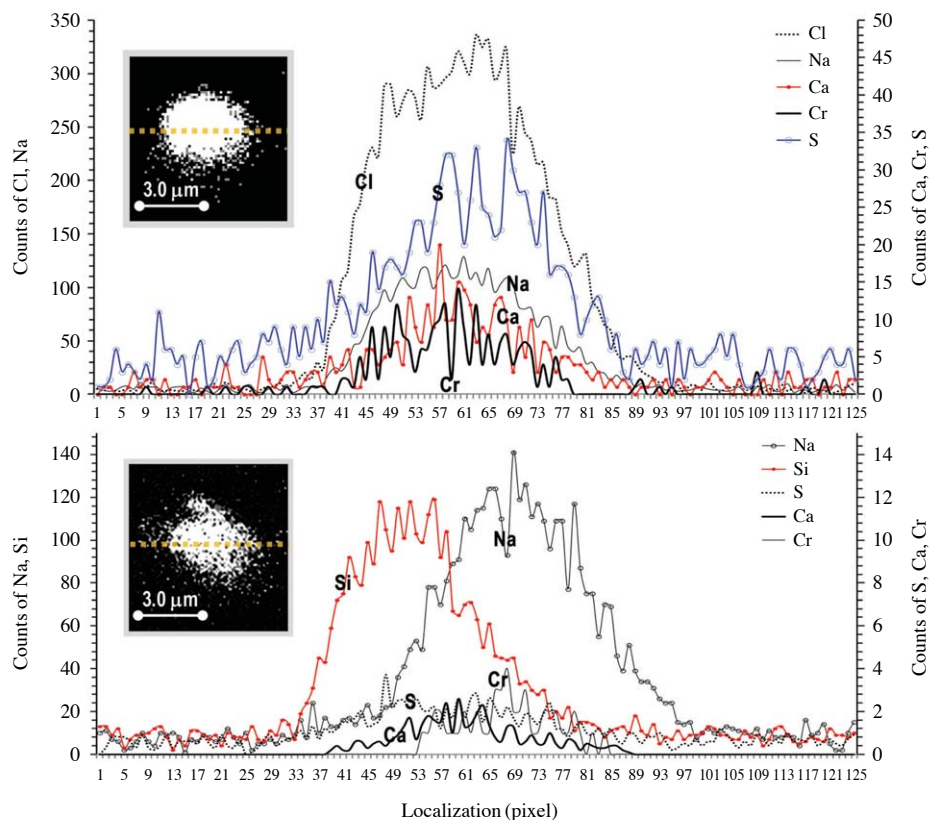 350
300
250
200
150
100
50
0
50
45
40
35
30
25
20
15
10
5
0
Counts of Cl, Na
Counts of Ca, Cr, S
3.0 μm
Cl
Na
Ca
Cr
S
Cl
S
Na
Ca
Cr
1 5 9 13 17 21 25 29 33 37 41 45 49 53 57 61 65 69 73 77 81 85 89 93 97 101 105 109 113 117 121 125
140
120
100
80
60
40
20
0
14
12
10
8
6
4
2
0
Counts of Na, Si
Counts of S, Ca, Cr
3.0 μm
Na
Si
S
Ca
Cr
Si
Na
Cr
S
Ca
1 5 9 13 17 21 25 29 33 37 41 45 49 53 57 61 65 69 73 77 81 85 89 93 97 101 105 109 113 117 121 125
Localization (pixel)